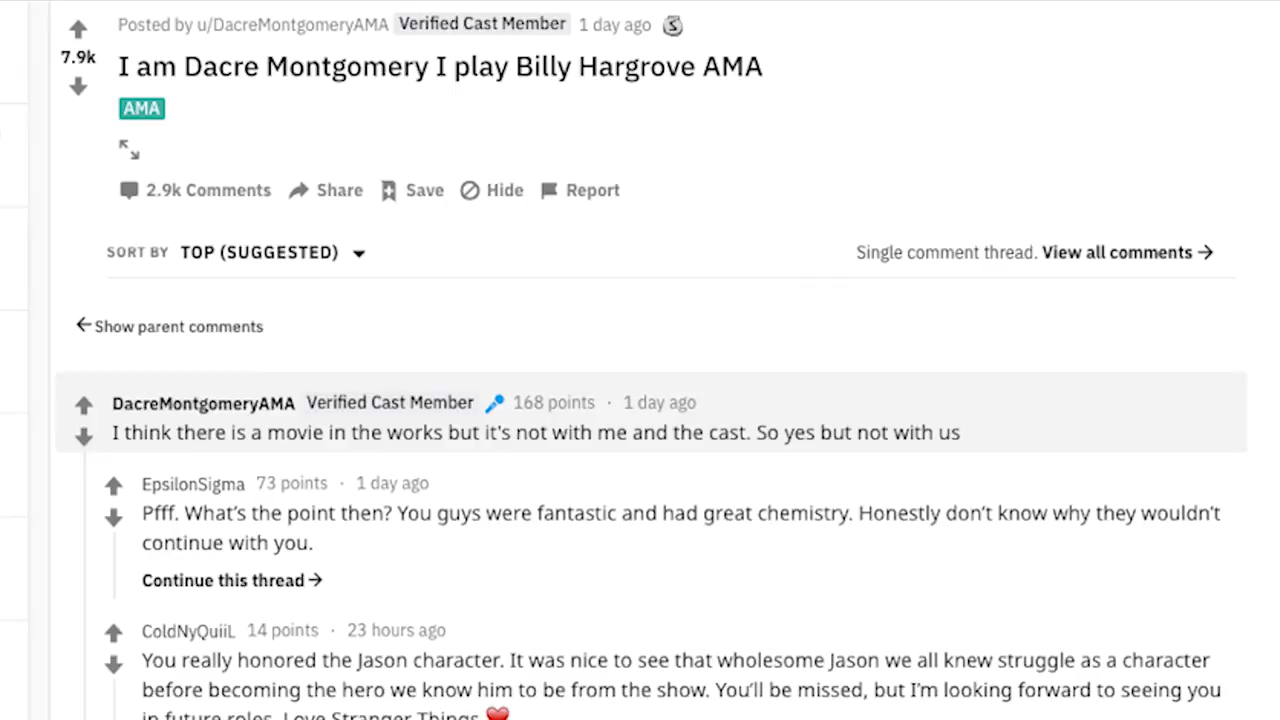 Posted by u/DacreMontgomeryAMA Verified Cast Member 1 day ago
7.9k
I am Dacre Montgomery I play Billy Hargrove AMA
AMA
2.9k Comments Share Save Hide Report
SORT BY TOP (SUGGESTED) Single comment thread. View all comments →
← Show parent comments
DacreMontgomeryAMA Verified Cast Member 168 points · 1 day ago
I think there is a movie in the works but it's not with me and the cast. So yes but not with us
EpsilonSigma 73 points · 1 day ago
Pfff. What's the point then? You guys were fantastic and had great chemistry. Honestly don't know why they wouldn't
continue with you.
Continue this thread →
ColdNyQuiiL 14 points · 23 hours ago
You really honored the Jason character. It was nice to see that wholesome Jason we all knew struggle as a character
before becoming the hero we know him to be from the show. You'll be missed, but I'm looking forward to seeing you
in future roles. Love Stranger Things ❤️